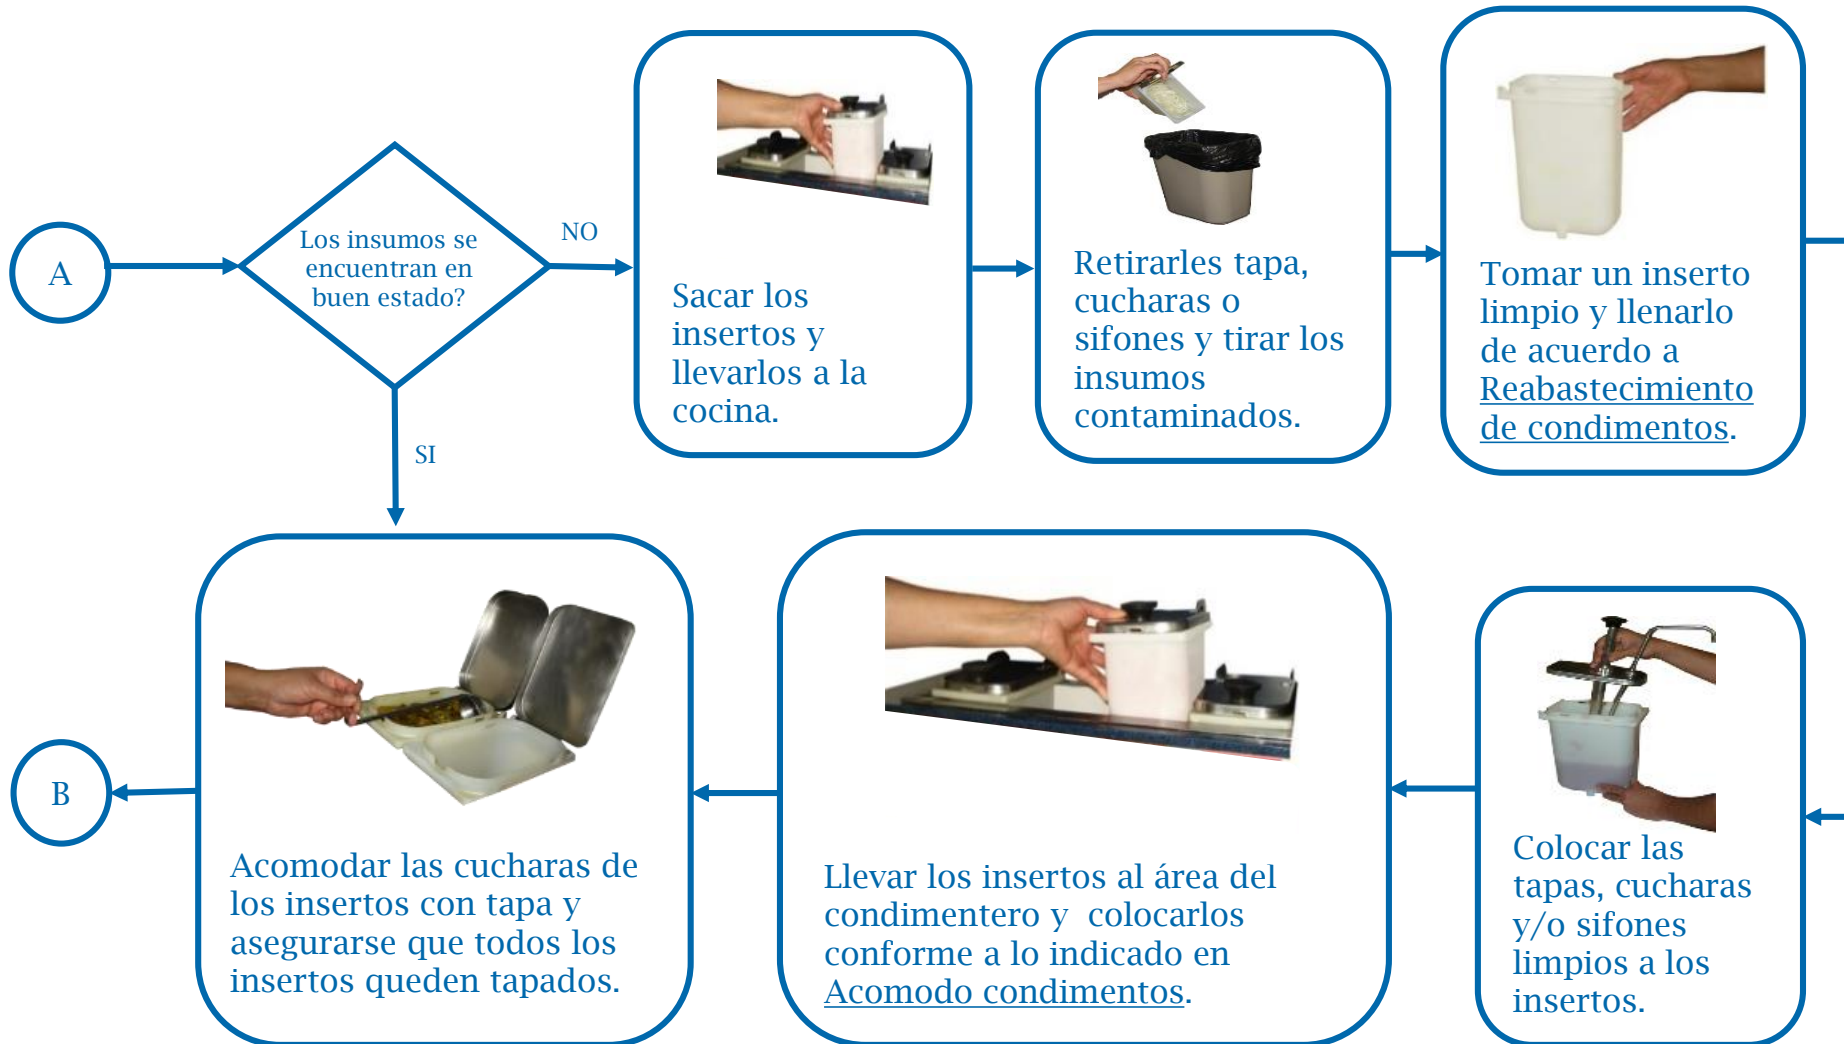 A
Los insumos se
encuentran en
buen estado?
NO
SI
Sacar los
insertos y
llevarlos a la
cocina.
Retirarles tapa,
cucharas o
sifones y tirar los
insumos
contaminados.
Tomar un inserto
limpio y llenarlo
de acuerdo a
Reabastecimiento
de condimentos.
Colocar las
tapas, cucharas
y/o sifones
limpios a los
insertos.
Llevar los insertos al área del
condimentero y colocarlos
conforme a lo indicado en
Acomodo condimentos.
Acomodar las cucharas de
los insertos con tapa y
asegurarse que todos los
insertos queden tapados.
B